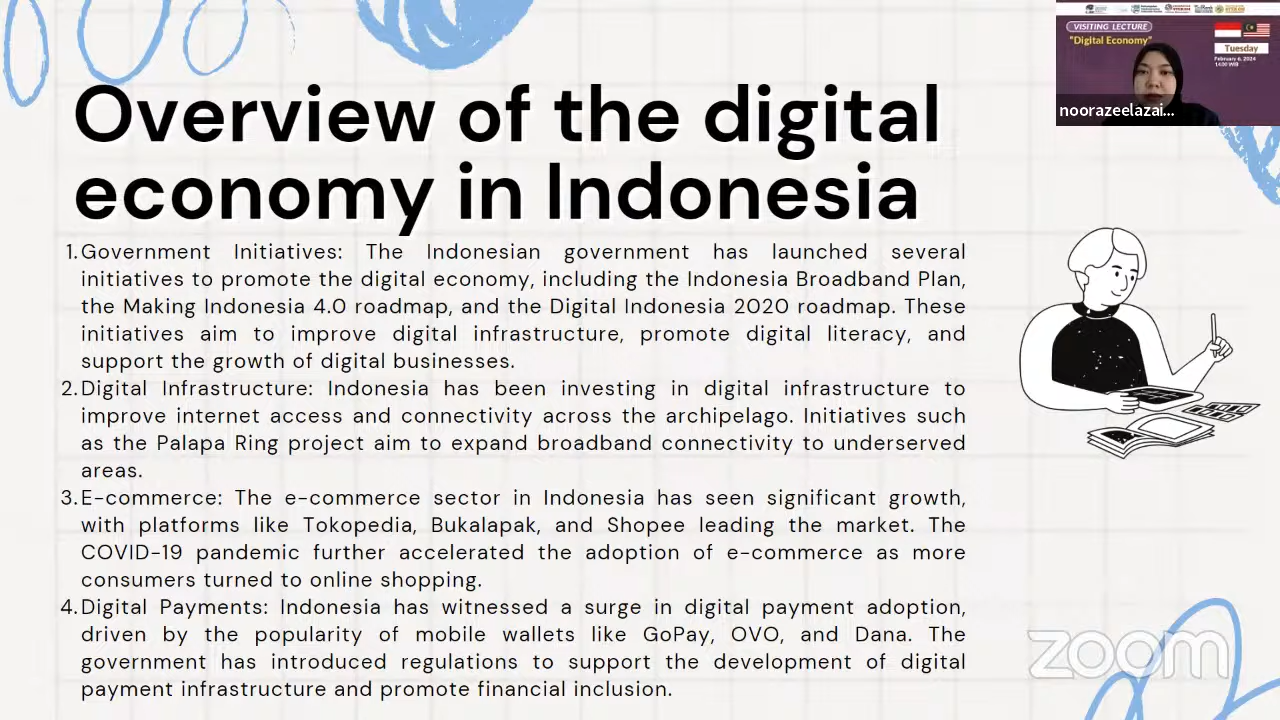 VISITING LECTURE
"Digital Economy"
Tuesday
February 6, 2024
14.00 WIB
noorazeelazai...
Overview of the digital
economy in Indonesia
1. Government Initiatives: The Indonesian government has launched several
initiatives to promote the digital economy, including the Indonesia Broadband Plan,
the Making Indonesia 4.0 roadmap, and the Digital Indonesia 2020 roadmap. These
initiatives aim to improve digital infrastructure, promote digital literacy, and
support the growth of digital businesses.
2. Digital Infrastructure: Indonesia has been investing in digital infrastructure to
improve internet access and connectivity across the archipelago. Initiatives such
as the Palapa Ring project aim to expand broadband connectivity to underserved
areas.
3. E-commerce: The e-commerce sector in Indonesia has seen significant growth,
with platforms like Tokopedia, Bukalapak, and Shopee leading the market. The
COVID-19 pandemic further accelerated the adoption of e-commerce as more
consumers turned to online shopping.
4. Digital Payments: Indonesia has witnessed a surge in digital payment adoption,
driven by the popularity of mobile wallets like GoPay, OVO, and Dana. The
government has introduced regulations to support the development of digital
payment infrastructure and promote financial inclusion.
zoom